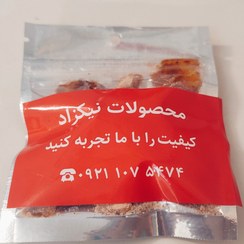 محصولات نیکزاد
کیفیت را با ما تجربه کنید
☎۰۹۲۱ ۱۰۷ ۵۴۷۴